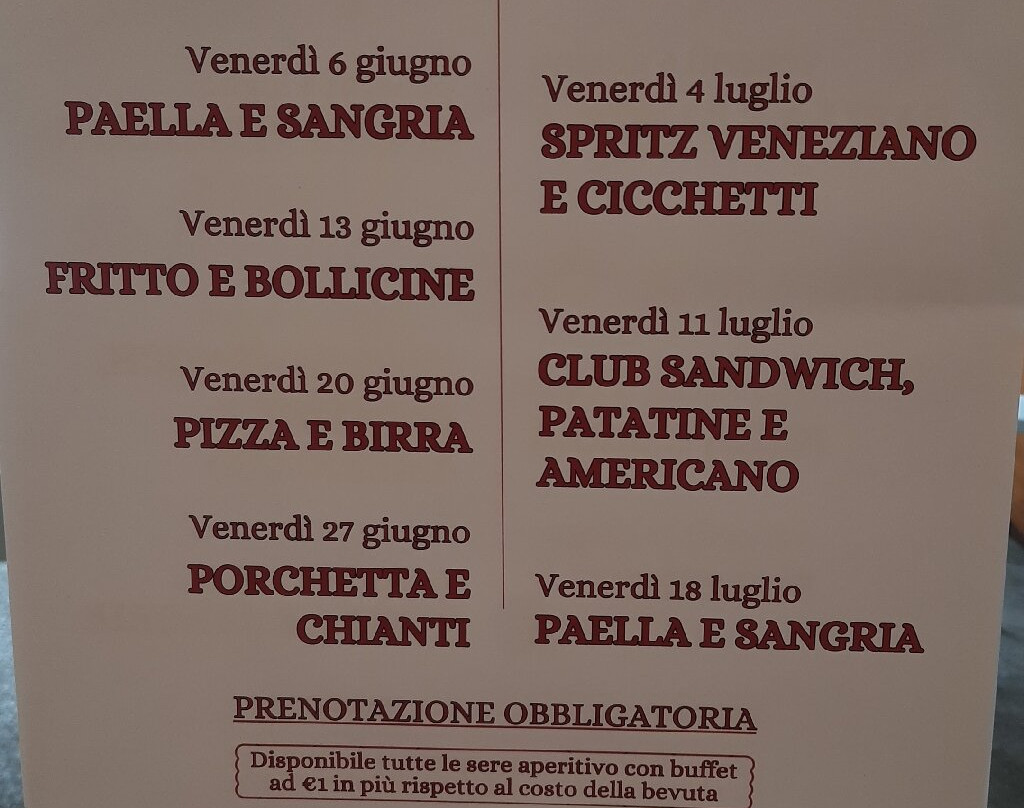 Venerdì 6 giugno
PAELLA E SANGRIA
Venerdì 13 giugno
FRITTO E BOLLICINE
Venerdì 20 giugno
PIZZA E BIRRA
Venerdì 27 giugno
PORCHETTA E
CHIANTI
Venerdì 4 luglio
SPRITZ VENEZIANO
E CICCHETTI
Venerdì 11 luglio
CLUB SANDWICH,
PATATINE E
AMERICANO
Venerdì 18 luglio
PAELLA E SANGRIA
PRENOTAZIONE OBBLIGATORIA
Disponibile tutte le sere aperitivo con buffet
ad €1 in più rispetto al costo della bevuta